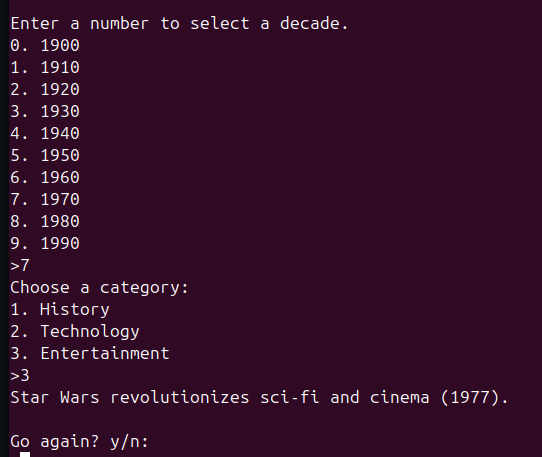 Enter a number to select a decade.
0. 1900
1. 1910
2. 1920
3. 1930
4. 1940
5. 1950
6. 1960
7. 1970
8. 1980
9. 1990
>7
Choose a category:
1. History
2. Technology
3. Entertainment
>3
Star Wars revolutionizes sci-fi and cinema (1977).
Go again? y/n: